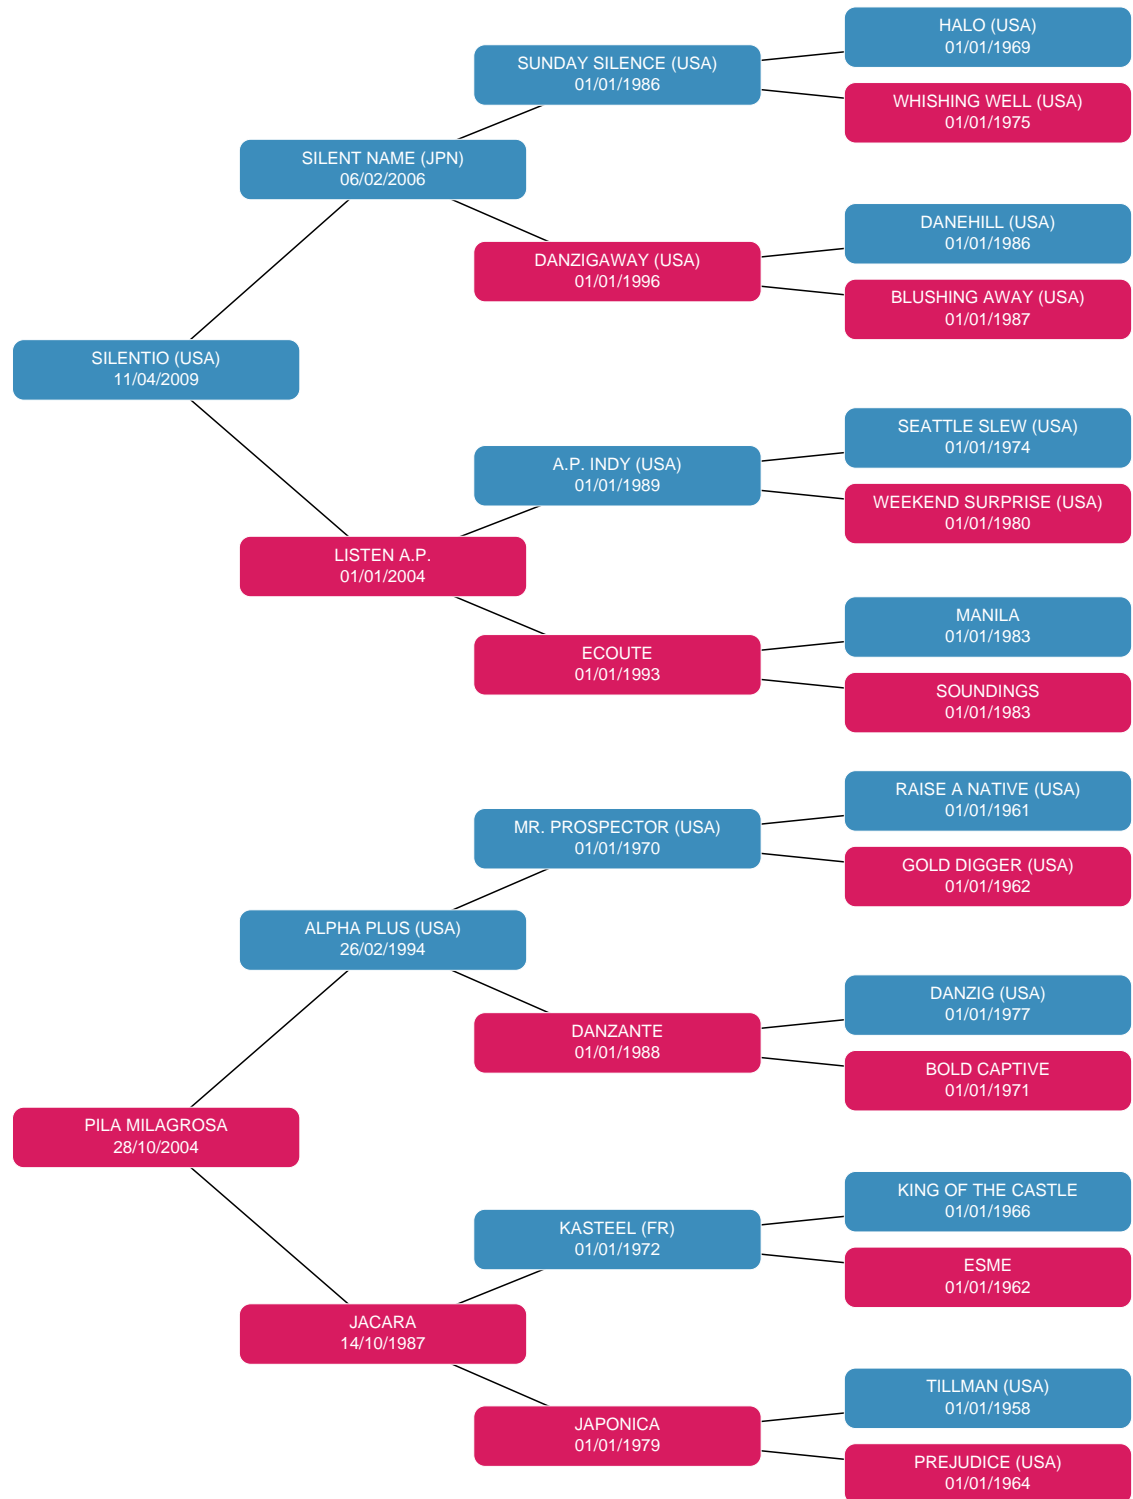 HALO (USA)
01/01/1969
SUNDAY SILENCE (USA)
01/01/1986
WHISHING WELL (USA)
01/01/1975
SILENT NAME (JPN)
06/02/2006
DANEHILL (USA)
01/01/1986
DANZIGAWAY (USA)
01/01/1996
BLUSHING AWAY (USA)
01/01/1987
SILENTIO (USA)
11/04/2009
SEATTLE SLEW (USA)
01/01/1974
A.P. INDY (USA)
01/01/1989
WEEKEND SURPRISE (USA)
01/01/1980
LISTEN A.P.
01/01/2004
MANILA
01/01/1983
ECOUTE
01/01/1993
SOUNDINGS
01/01/1983
RAISE A NATIVE (USA)
01/01/1961
MR. PROSPECTOR (USA)
01/01/1970
GOLD DIGGER (USA)
01/01/1962
ALPHA PLUS (USA)
26/02/1994
DANZIG (USA)
01/01/1977
DANZANTE
01/01/1988
BOLD CAPTIVE
01/01/1971
PILA MILAGROSA
28/10/2004
KING OF THE CASTLE
01/01/1966
KASTEEL (FR)
01/01/1972
ESME
01/01/1962
JACARA
14/10/1987
TILLMAN (USA)
01/01/1958
JAPONICA
01/01/1979
PREJUDICE (USA)
01/01/1964